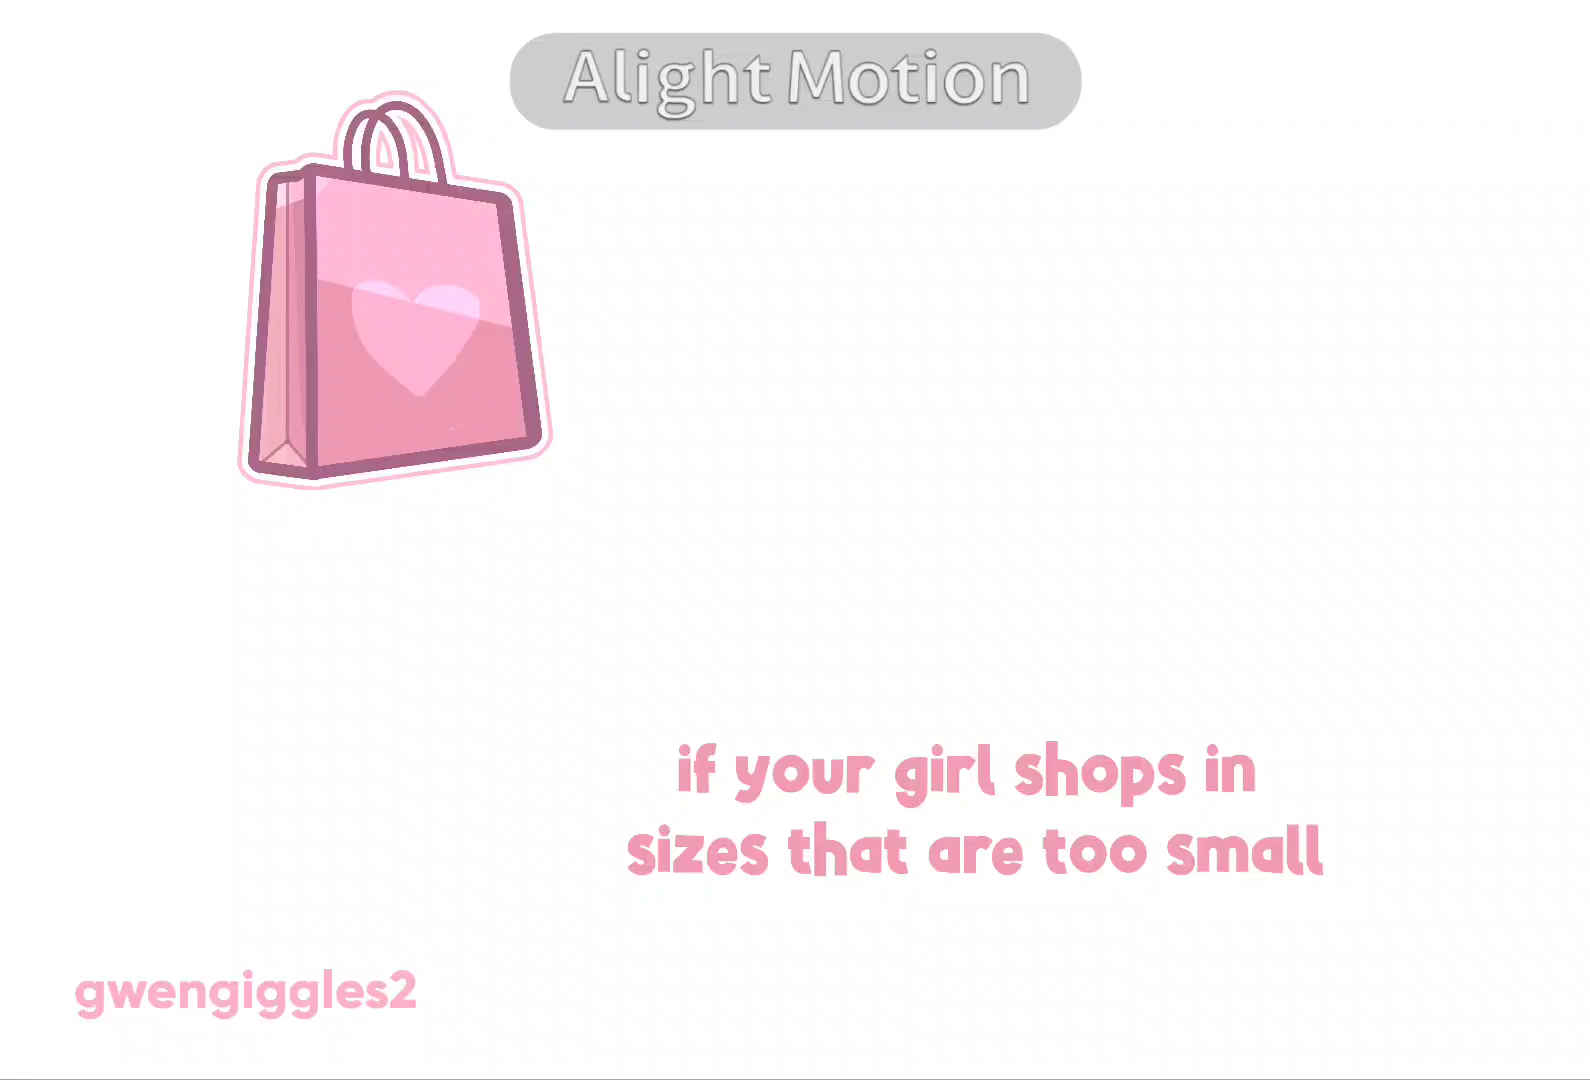 Alight Motion
if your girl shops in
sizes that are too small
gwengiggles2